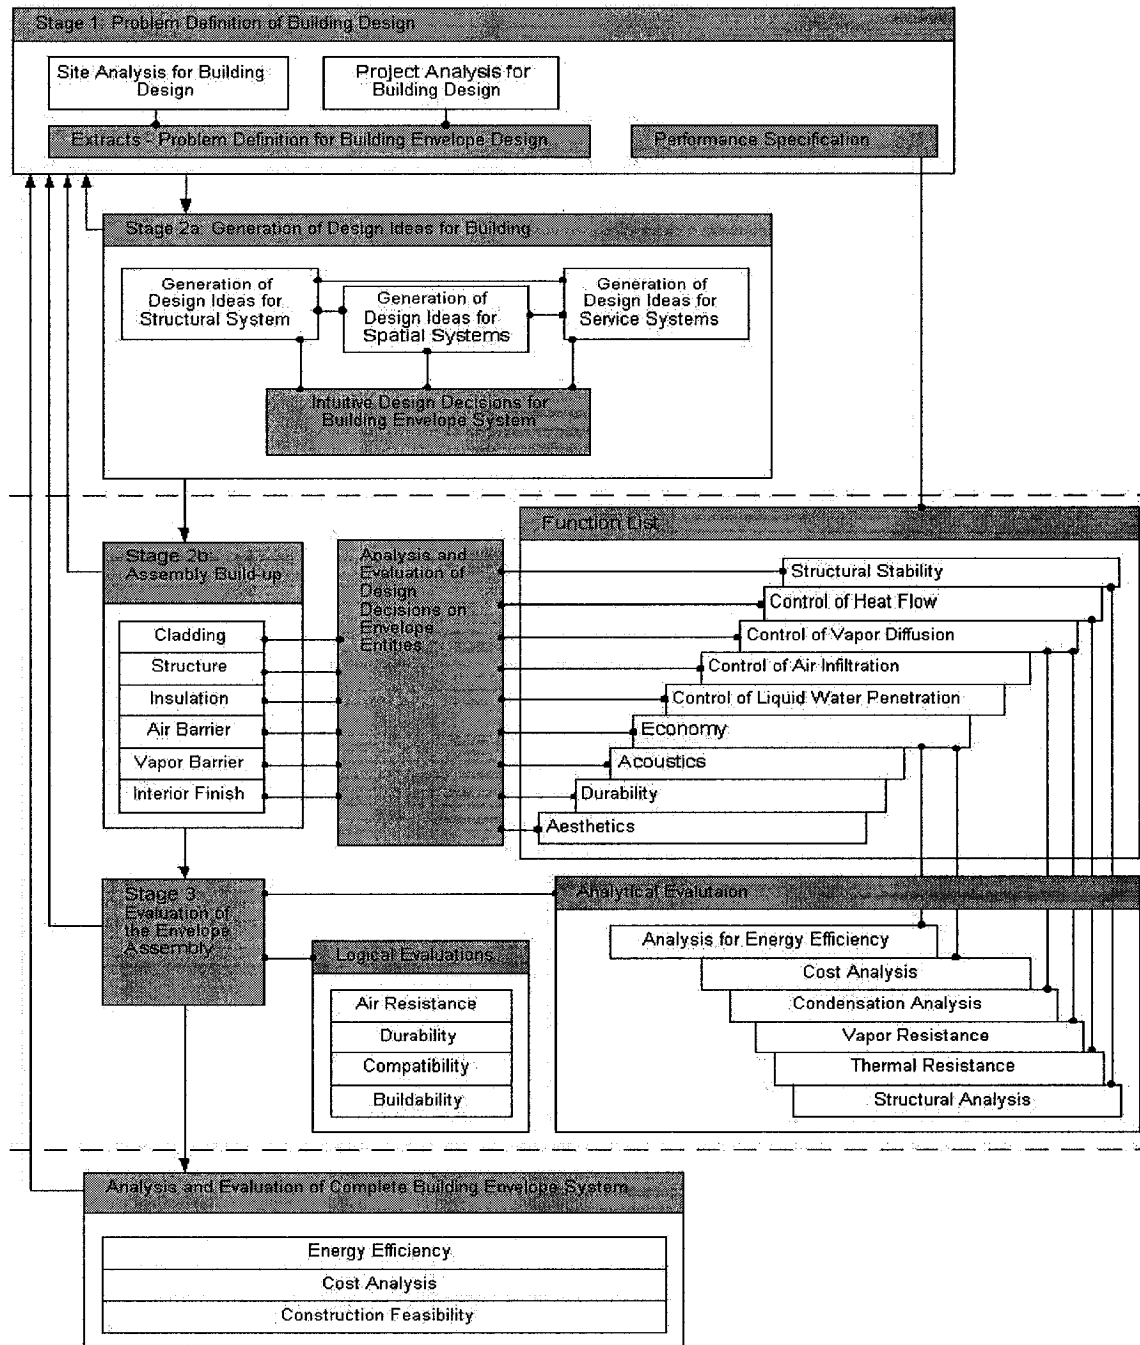 Stage 1: Problem Definition of Building Design
Site Analysis for Building
Design
Project Analysis for
Building Design
Extracts - Problem Definition for Building Envelope Design
Performance Specification
Stage 2a: Generation of Design Ideas for Building
Generation of
Design Ideas for
Structural System
Generation of
Design Ideas for
Spatial Systems
Generation of
Design Ideas for
Service Systems
Intuitive Design Decisions for
Building Envelope System
Stage 2b
Assembly Build-up
Cladding
Structure
Insulation
Air Barrier
Vapor Barrier
Interior Finish
Analysis and
Evaluation of
Design
Decisions on
Envelope
Entities
Function List
Structural Stability
Control of Heat Flow
Control of Vapor Diffusion
Control of Air Infiltration
Control of Liquid Water Penetration
Economy
Acoustics
Durability
Aesthetics
Stage 3
Evaluation of
the Envelope
Assembly
Logical Evaluations
Air Resistance
Durability
Compatibility
Buildability
Analytical Evalutaion
Analysis for Energy Efficiency
Cost Analysis
Condensation Analysis
Vapor Resistance
Thermal Resistance
Structural Analysis
Analysis and Evaluation of Complete Building Envelope System
Energy Efficiency
Cost Analysis
Construction Feasibility